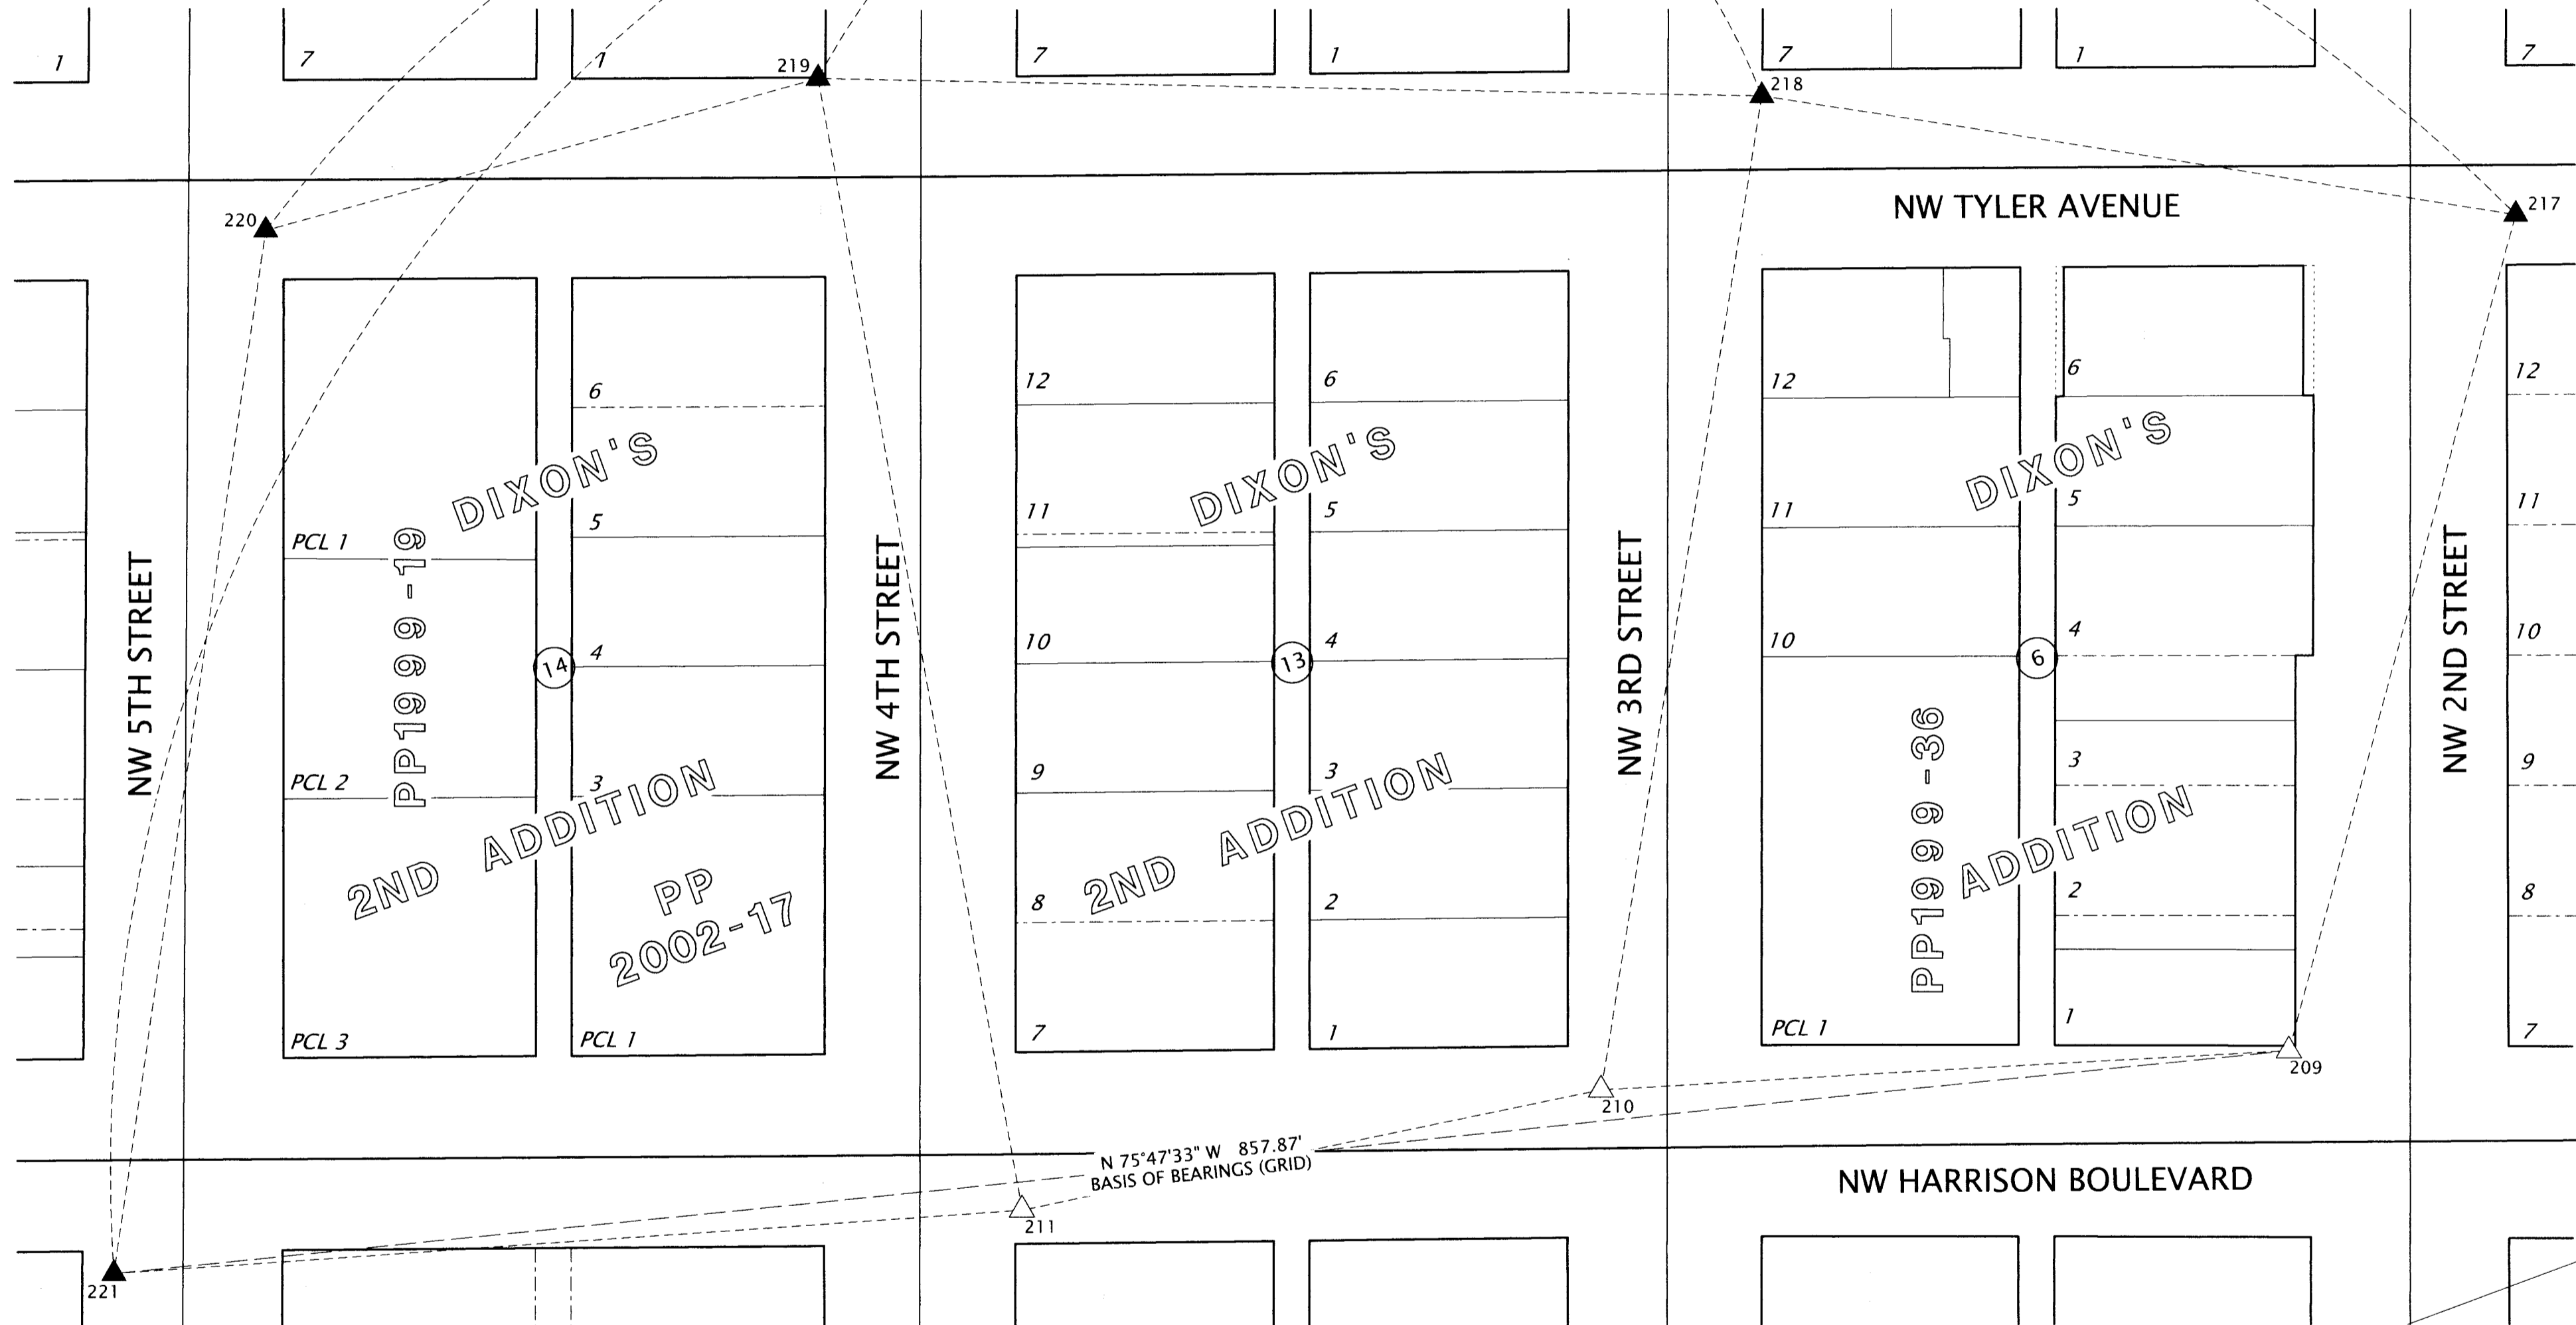 1
7
1
7
1
7
1
7
219
218
220
217
NW TYLER AVENUE
6
12
6
12
6
12
DIXON'S
DIXON'S
DIXON'S
PCL 1
5
11
5
11
5
11
PP1999-19
NW 5TH STREET
NW 4TH STREET
NW 3RD STREET
NW 2ND STREET
14
4
10
13
4
10
6
4
10
PCL 2
3
9
3
3
9
2ND ADDITION
2ND ADDITION
ADDITION
PP1999-36
PP
2002-17
8
2
2
8
PCL 3
PCL 1
7
1
PCL 1
1
7
209
210
N 75°47'33" W 857.87'
BASIS OF BEARINGS (GRID)
NW HARRISON BOULEVARD
211
221